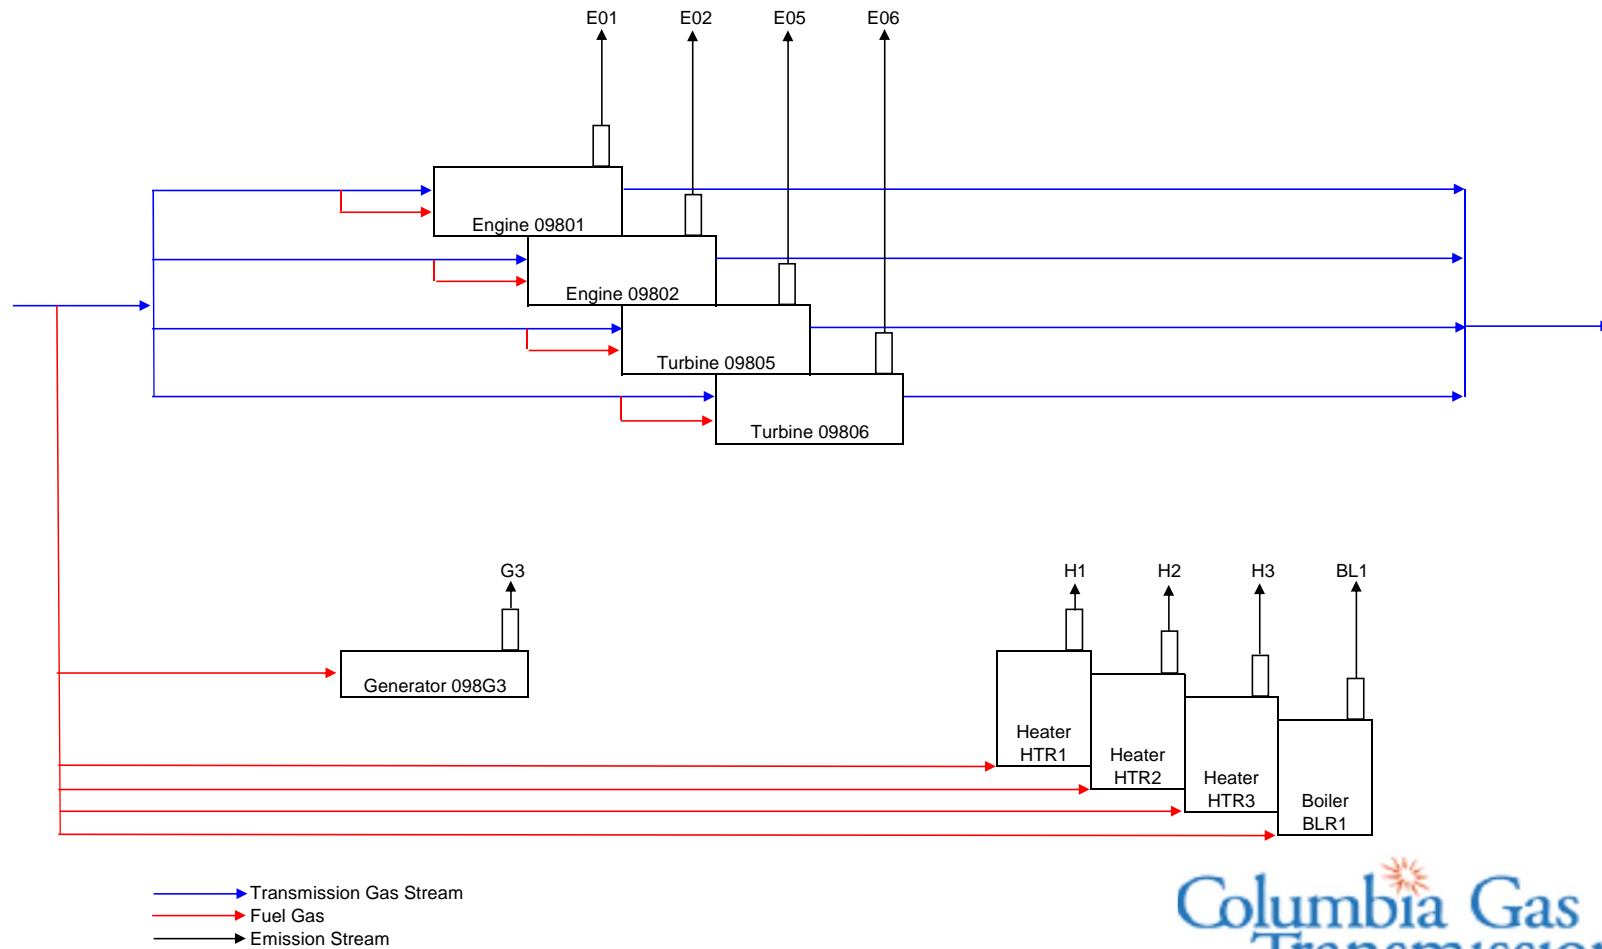 E01
E02
E05
E06
Engine 09801
Engine 09802
Turbine 09805
Turbine 09806
G3
H1
H2
H3
BL1
Generator 098G3
Heater
HTR1
Heater
HTR2
Heater
HTR3
Boiler
BLR1
Transmission Gas Stream
Fuel Gas
Emission Stream
Columbia Gas
Transmission